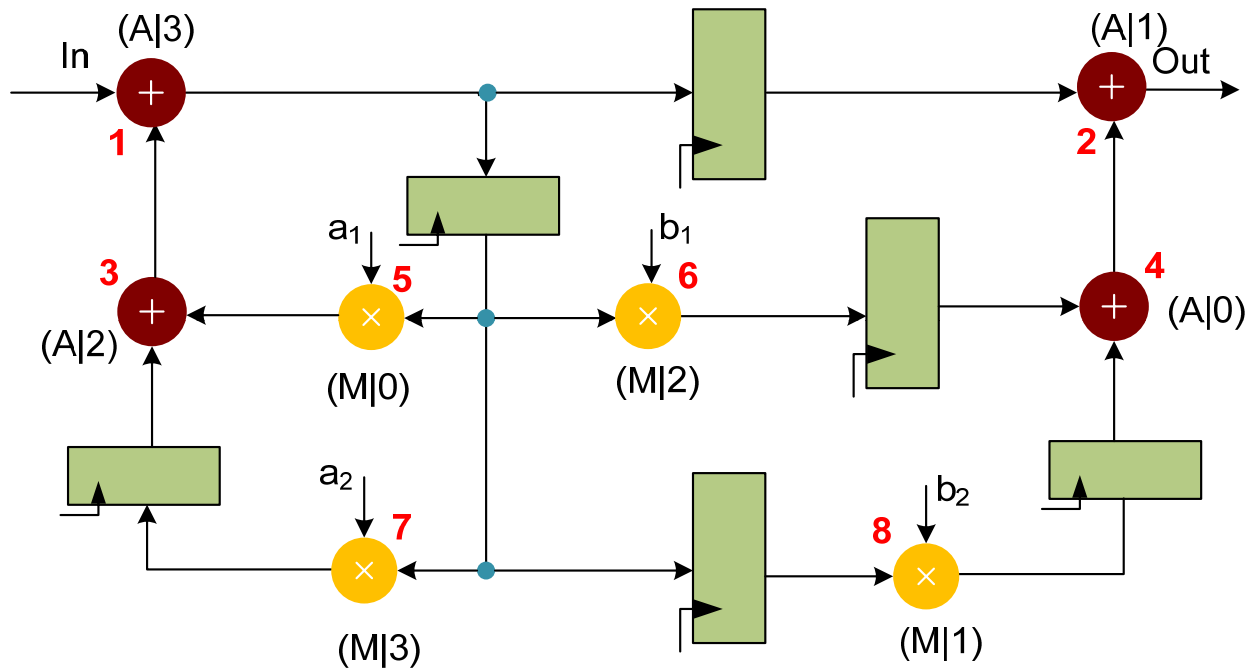 (A|3)
In
+
1
(A|1)
Out
+
2
a₁
b₁
3
+
(A|2)
5
×
(M|0)
6
×
(M|2)
4
+
(A|0)
a₂
7
×
(M|3)
b₂
8
×
(M|1)